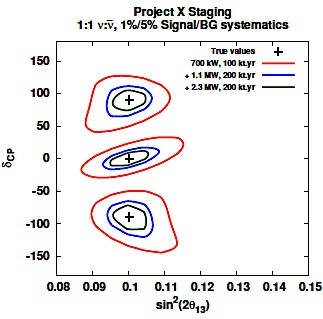 Project X Staging
1:1 ν:ν̅, 1%/5% Signal/BG systematics
True values
700 kW, 100 kt.yr
+ 1.1 MW, 200 kt.yr
+ 2.3 MW, 200 kt.yr
150
100
50
0
-50
-100
-150
δCP
0.08 0.09 0.1 0.11 0.12 0.13 0.14 0.15
sin²(2θ₁₃)